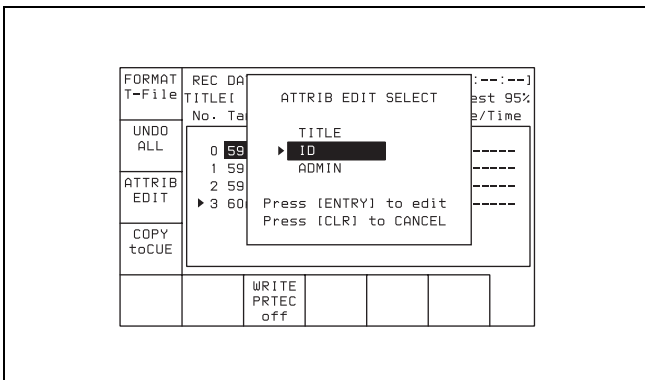 FORMAT
T-File
UNDO
ALL
ATTRIB
EDIT
COPY
toCUE
REC DA :--:--]
TITLE[ est 95%
No. Ta e/Time
0 59 -----
1 59 -----
2 59 -----
▶ 3 60 -----
ATTRIB EDIT SELECT
TITLE
▶ ID
ADMIN
Press [ENTRY] to edit
Press [CLR] to CANCEL
WRITE
PRTEC
off